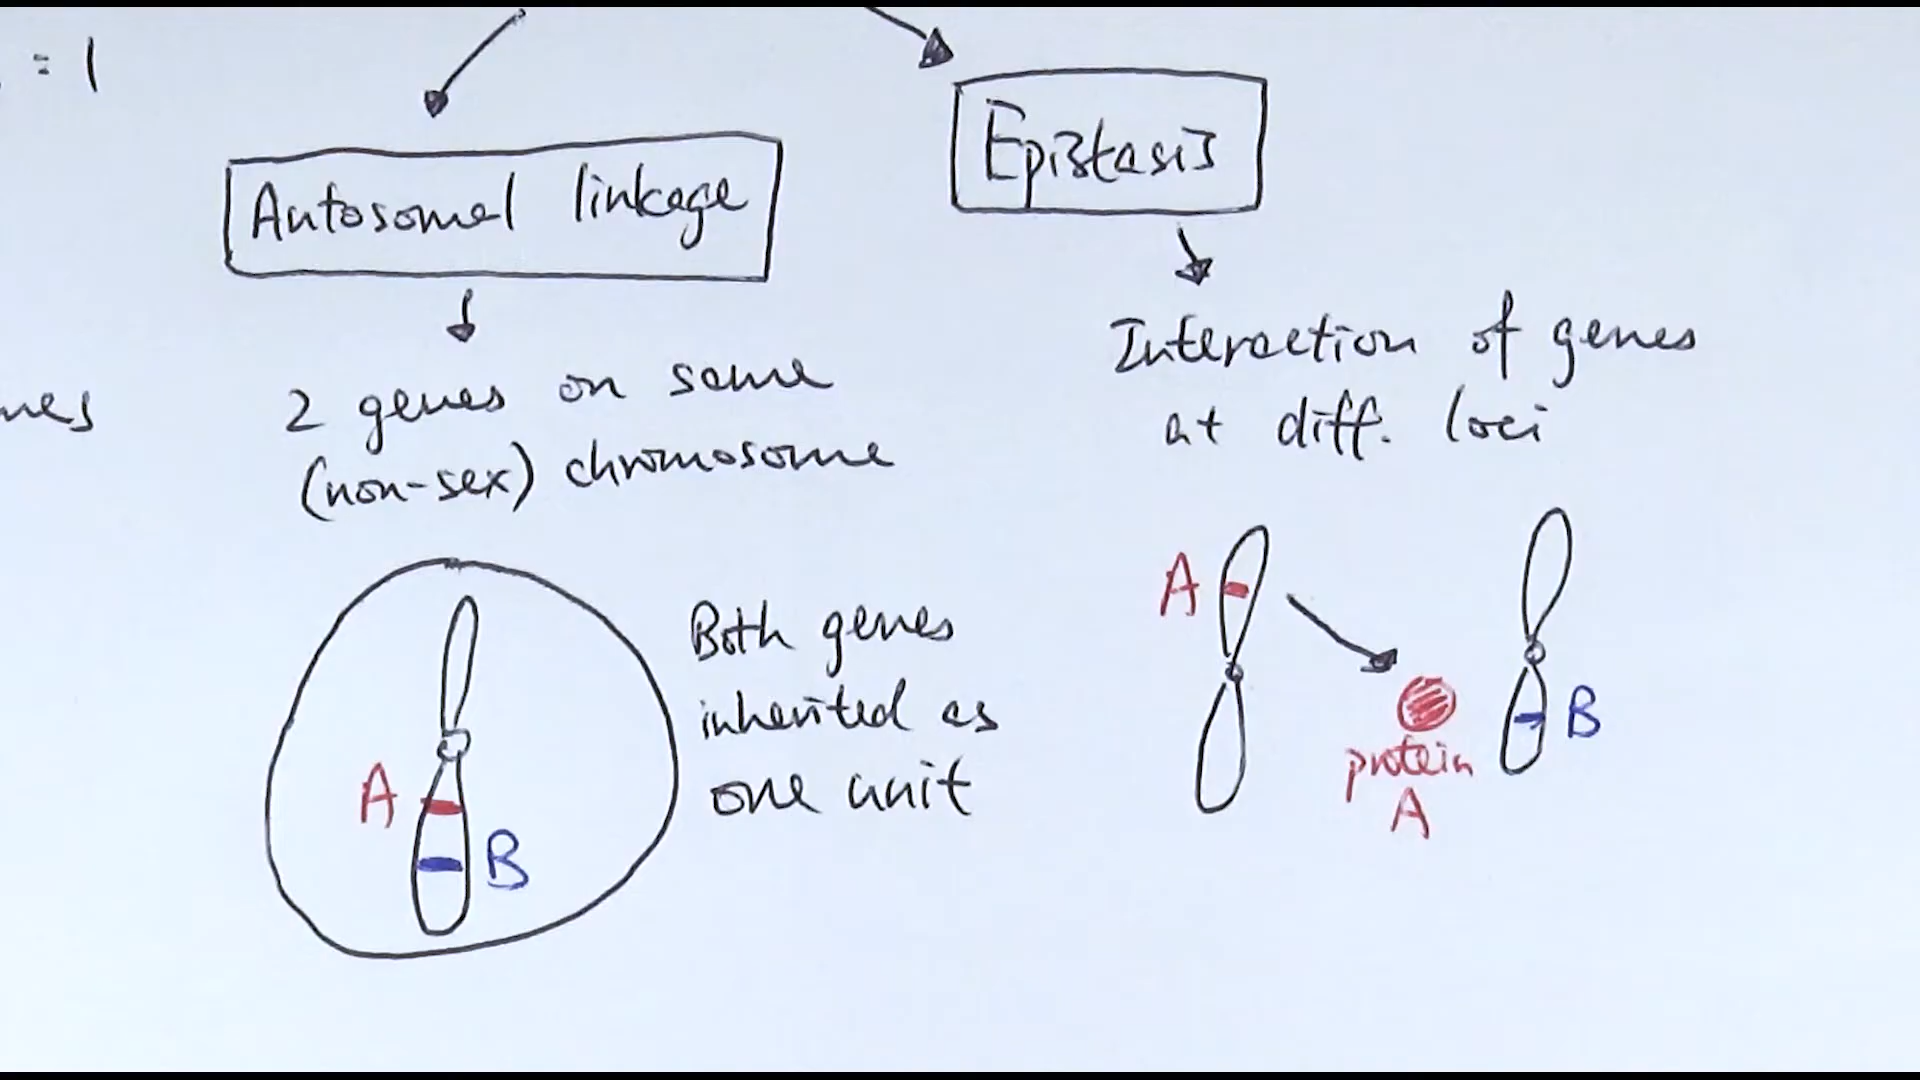 = 1
Autosomal linkage
2 genes on same
(non-sex) chromosome
A
B
Both genes
inherited as
one unit
Epistasis
Interaction of genes
at diff. loci
A
protein
A
B